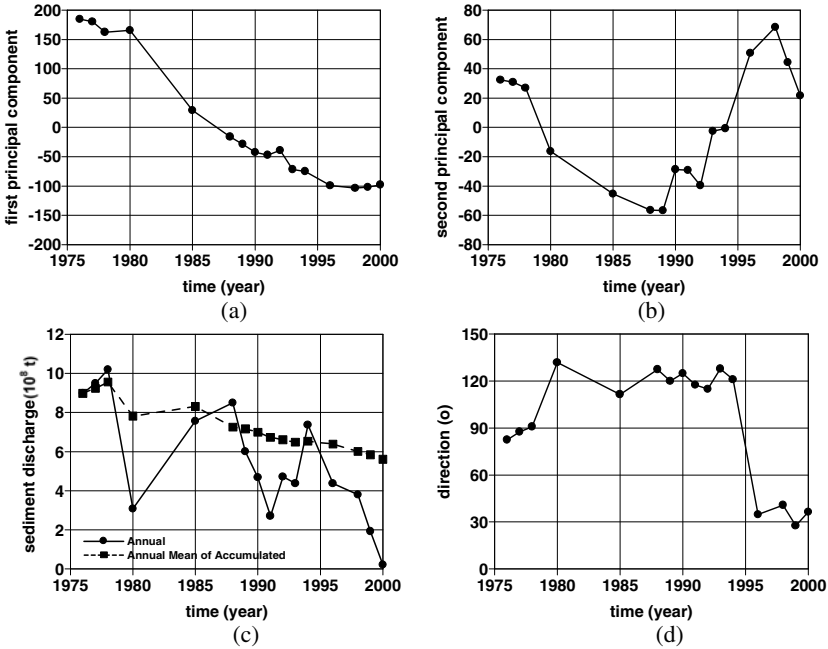 200
150
100
50
0
-50
-100
-150
-200
first principal component
1975 1980 1985 1990 1995 2000
time (year)
(a)
80
60
40
20
0
-20
-40
-60
-80
second principal component
1975 1980 1985 1990 1995 2000
time (year)
(b)
12
10
8
6
4
2
0
sediment discharge(10⁸ t)
Annual
Annual Mean of Accumulated
1975 1980 1985 1990 1995 2000
time (year)
(c)
150
120
90
60
30
0
direction (o)
1975 1980 1985 1990 1995 2000
time (year)
(d)